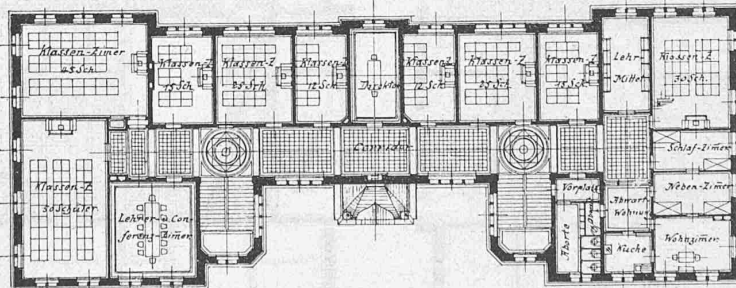 Klassen-Zimer
45 Sch.
Klassen-Z
15 Sch
Klassen-Z
25 Sch.
Klassen-Z
12 Sch
Direktor
Klassen-Z
12 Sch
Klassen-Z
25 Sch
Klassen-Z
15 Sch
Lehr-
Mittel
Klassen-Z
30 Sch.
Corridor
Schlaf-Zimer
Klassen-Z
50 Schüler
Lehrer- u. Con-
ferenz-Zimer
Vorplatz
Aborte
Abwart-
Wohnung
Neben-Zimer
Küche
Wohnzimer